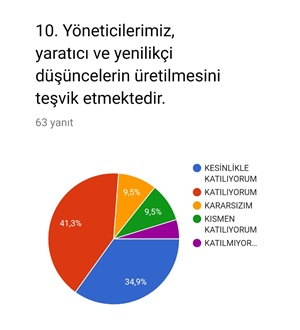 10. Yöneticilerimiz,
yaratıcı ve yenilikçi
düşüncelerin üretilmesini
teşvik etmektedir.
63 yanıt
KESİNLİKLE
KATILIYORUM
KATILIYORUM
KARARSIZIM
KISMEN
KATILIYORUM
KATILMIYOR...
9,5%
9,5%
41,3%
34,9%